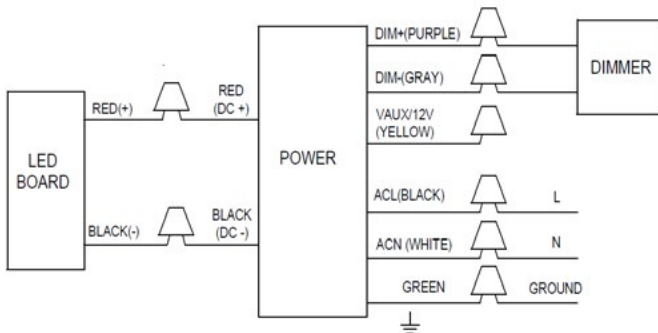 LED
BOARD
RED(+)
BLACK(-)
RED
(DC +)
BLACK
(DC -)
POWER
DIM+(PURPLE)
DIM-(GRAY)
VAUX/12V
(YELLOW)
ACL(BLACK)
ACN (WHITE)
GREEN
DIMMER
L
N
GROUND